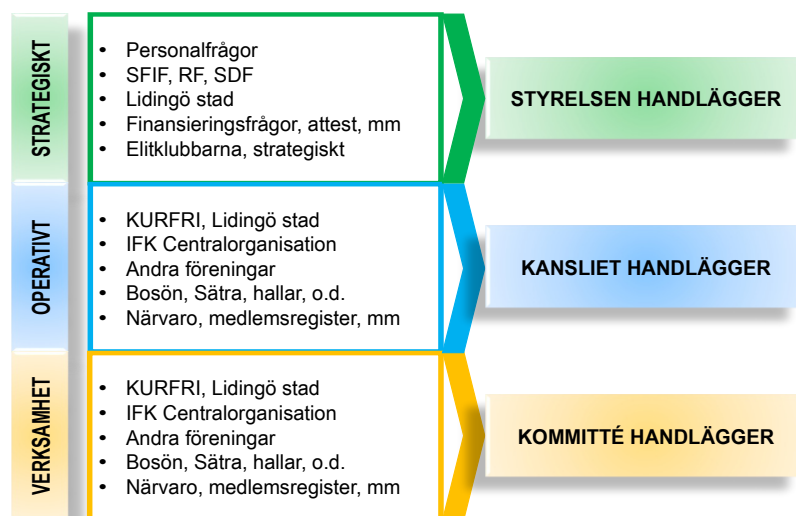 STRATEGISKT
• Personalfrågor
• SFIF, RF, SDF
• Lidingö stad
• Finansieringsfrågor, attest, mm
• Elitklubbarna, strategiskt
STYRELSEN HANDLÄGGER
OPERATIVT
• KURFRI, Lidingö stad
• IFK Centralorganisation
• Andra föreningar
• Bosön, Sätra, hallar, o.d.
• Närvaro, medlemsregister, mm
KANSLIET HANDLÄGGER
VERKSAMHET
• KURFRI, Lidingö stad
• IFK Centralorganisation
• Andra föreningar
• Bosön, Sätra, hallar, o.d.
• Närvaro, medlemsregister, mm
KOMMITTÉ HANDLÄGGER